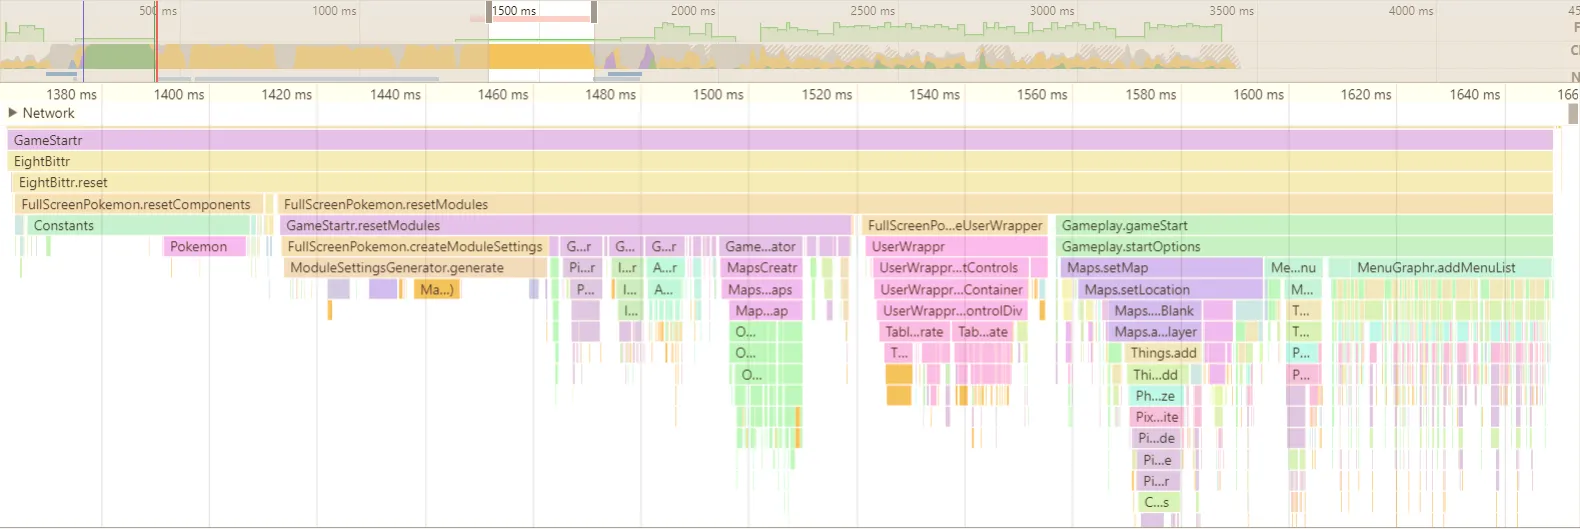 500 ms 1000 ms 1500 ms 2000 ms 2500 ms 3000 ms 3500 ms 4000 ms 45
F
C
N
1380 ms 1400 ms 1420 ms 1440 ms 1460 ms 1480 ms 1500 ms 1520 ms 1540 ms 1560 ms 1580 ms 1600 ms 1620 ms 1640 ms 166
Network
GameStartr
EightBittr
EightBittr.reset
FullScreenPokemon.resetComponents FullScreenPokemon.resetModules
Constants GameStartr.resetModules FullScreenPo...eUserWrapper Gameplay.gameStart
Pokemon FullScreenPokemon.createModuleSettings G...r G... G...r Game...ator UserWrappr Gameplay.startOptions
ModuleSettingsGenerator.generate Pi...r I...r A...r MapsCreatr UserWrappr...tControls Maps.setMap Me...nu MenuGraphr.addMenuList
Ma...) P... I... A... Maps...aps UserWrappr...Container Maps.setLocation M...
I... Map...ap UserWrappr...ontrolDiv Maps....Blank T...
O... Tabl...rate Tab...ate Maps.a...layer T...
O... T... Things.add P...
O... Thi...dd P...
Ph...ze
Pix...ite
Pi...de
Pi...e
Pi...r
C...s